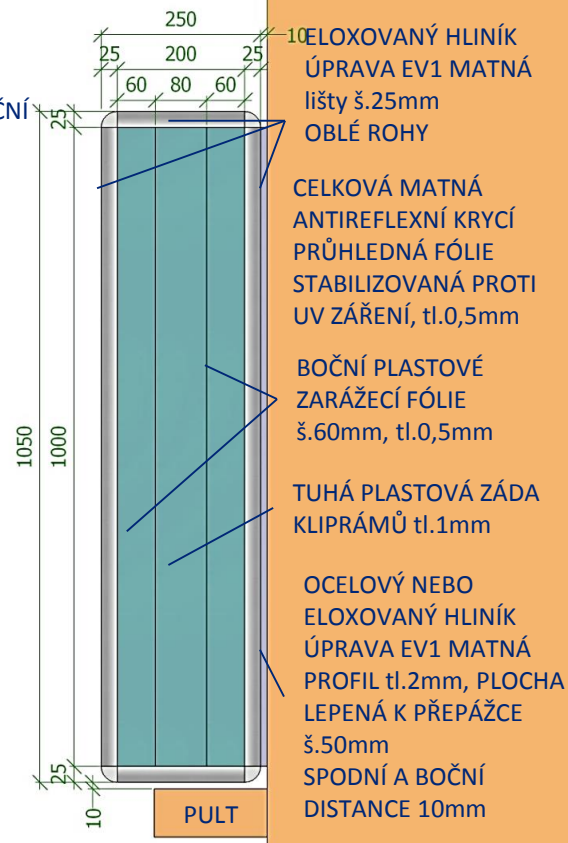 250
10
25 200 25
60 80 60
ČNÍ
25
1050
1000
25
10
PULT
ELOXOVANÝ HLINÍK
ÚPRAVA EV1 MATNÁ
lišty š.25mm
OBLÉ ROHY
CELKOVÁ MATNÁ
ANTIREFLEXNÍ KRYCÍ
PRŮHLEDNÁ FÓLIE
STABILIZOVANÁ PROTI
UV ZÁŘENÍ, tl.0,5mm
BOČNÍ PLASTOVÉ
ZARÁŽECÍ FÓLIE
š.60mm, tl.0,5mm
TUHÁ PLASTOVÁ ZÁDA
KLIPRÁMŮ tl.1mm
OCELOVÝ NEBO
ELOXOVANÝ HLINÍK
ÚPRAVA EV1 MATNÁ
PROFIL tl.2mm, PLOCHA
LEPENÁ K PŘEPÁŽCE
š.50mm
SPODNÍ A BOČNÍ
DISTANCE 10mm